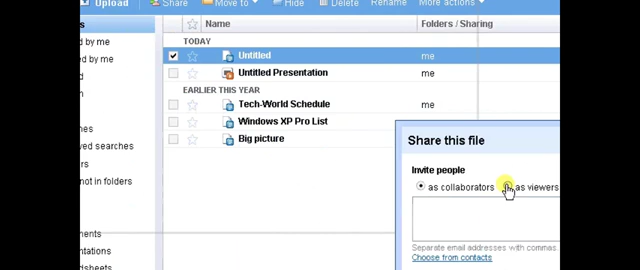 Upload Share Move to Hide Delete Rename More actions
Name Folders / Sharing
TODAY
Untitled me
ed by me
ed by me Untitled Presentation me
EARLIER THIS YEAR
Tech-World Schedule me
Windows XP Pro List
ved searches Big picture
Share this file
not in folders
Invite people
as collaborators as viewers
Separate email addresses with commas.
Choose from contacts